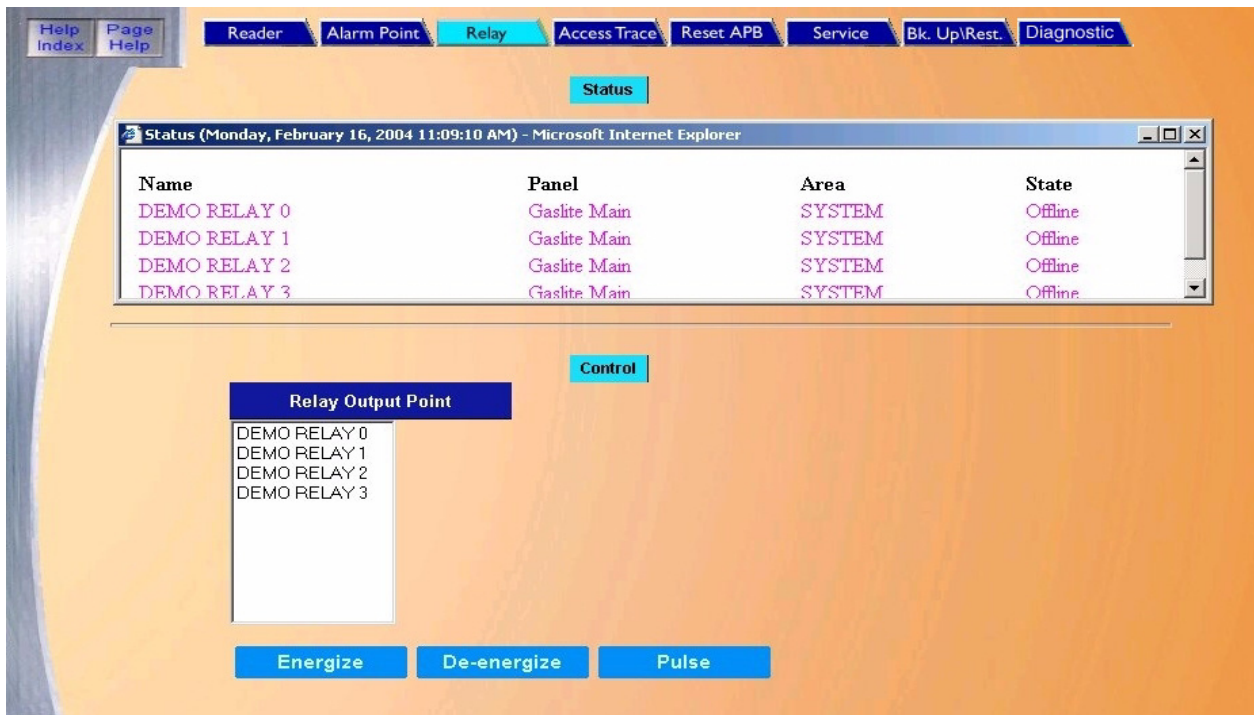 Help Index Page Help
Reader Alarm Point Relay Access Trace Reset APB Service Bk. Up\Rest. Diagnostic
Status
Status (Monday, February 16, 2004 11:09:10 AM) - Microsoft Internet Explorer
Name Panel Area State
DEMO RELAY 0 Gaslite Main SYSTEM Offline
DEMO RELAY 1 Gaslite Main SYSTEM Offline
DEMO RELAY 2 Gaslite Main SYSTEM Offline
DEMO RELAY 3 Gaslite Main SYSTEM Offline
Control
Relay Output Point
DEMO RELAY 0
DEMO RELAY 1
DEMO RELAY 2
DEMO RELAY 3
Energize De-energize Pulse